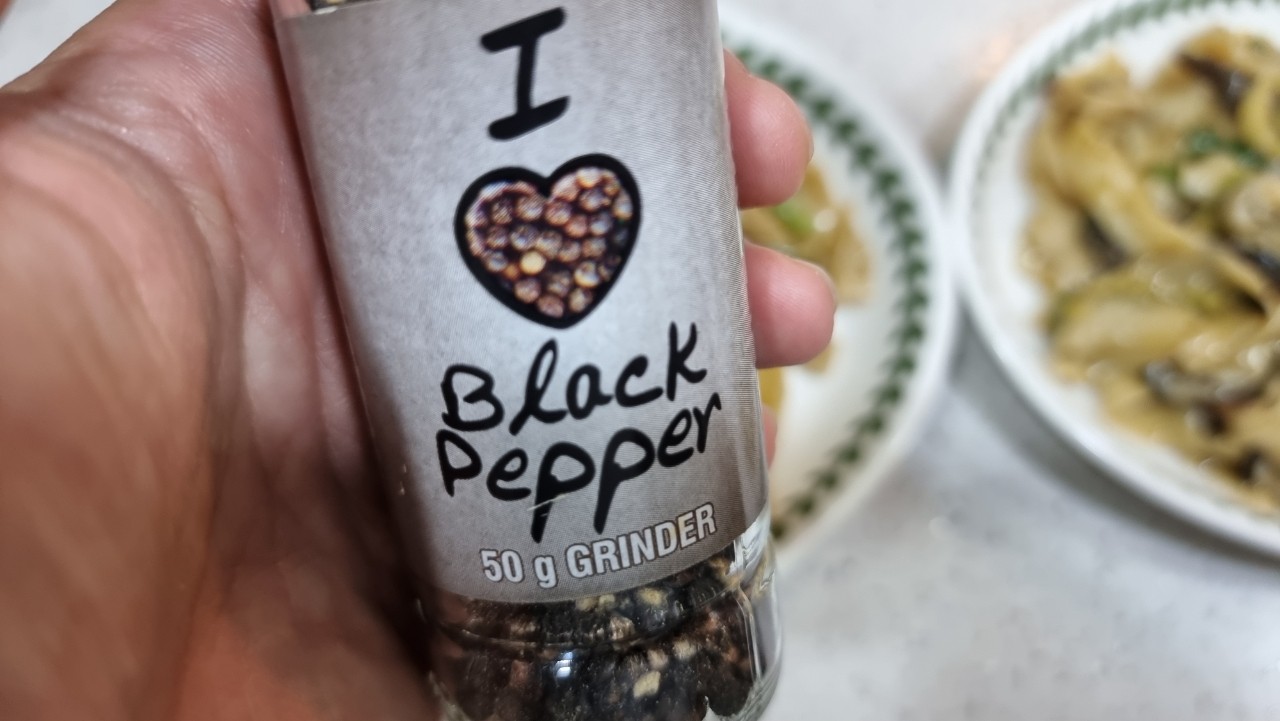 I
Black
Pepper
50 g GRINDER